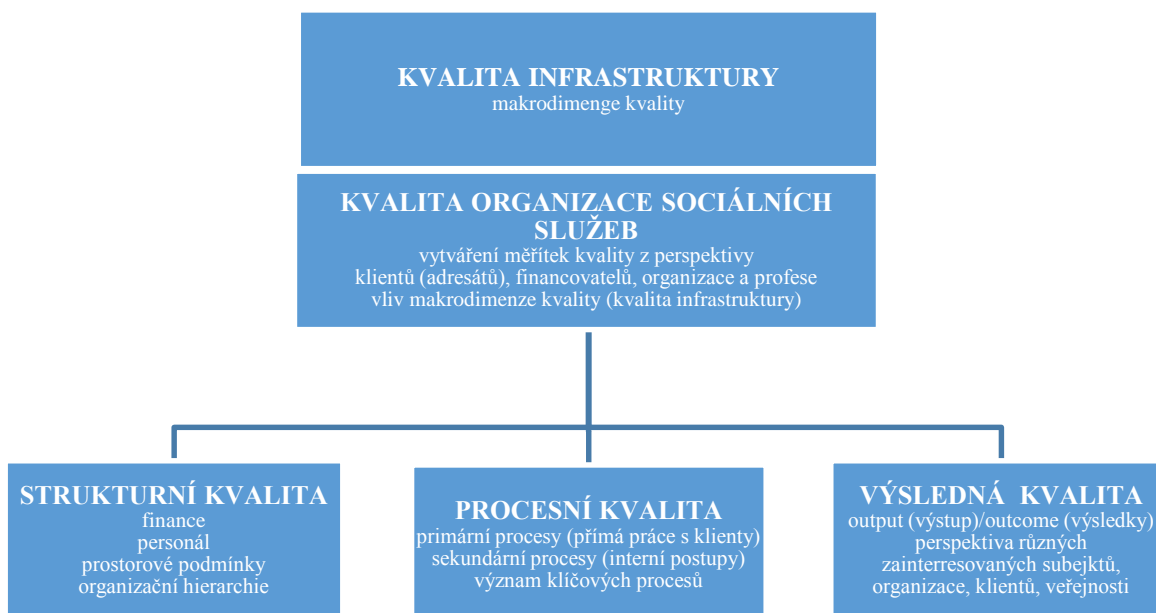 KVALITA INFRASTRUKTURY
makrodimenge kvality
KVALITA ORGANIZACE SOCIÁLNÍCH
SLUŽEB
vytváření měřítek kvality z perspektivy
klientů (adresátů), financovatelů, organizace a profese
vliv makrodimenze kvality (kvalita infrastruktury)
STRUKTURNÍ KVALITA
finance
personál
prostorové podmínky
organizační hierarchie
PROCESNÍ KVALITA
primární procesy (přímá práce s klienty)
sekundární procesy (interní postupy)
význam klíčových procesů
VÝSLEDNÁ KVALITA
output (výstup)/outcome (výsledky)
perspektiva různých
zainterresovaných subejktů,
organizace, klientů, veřejnosti